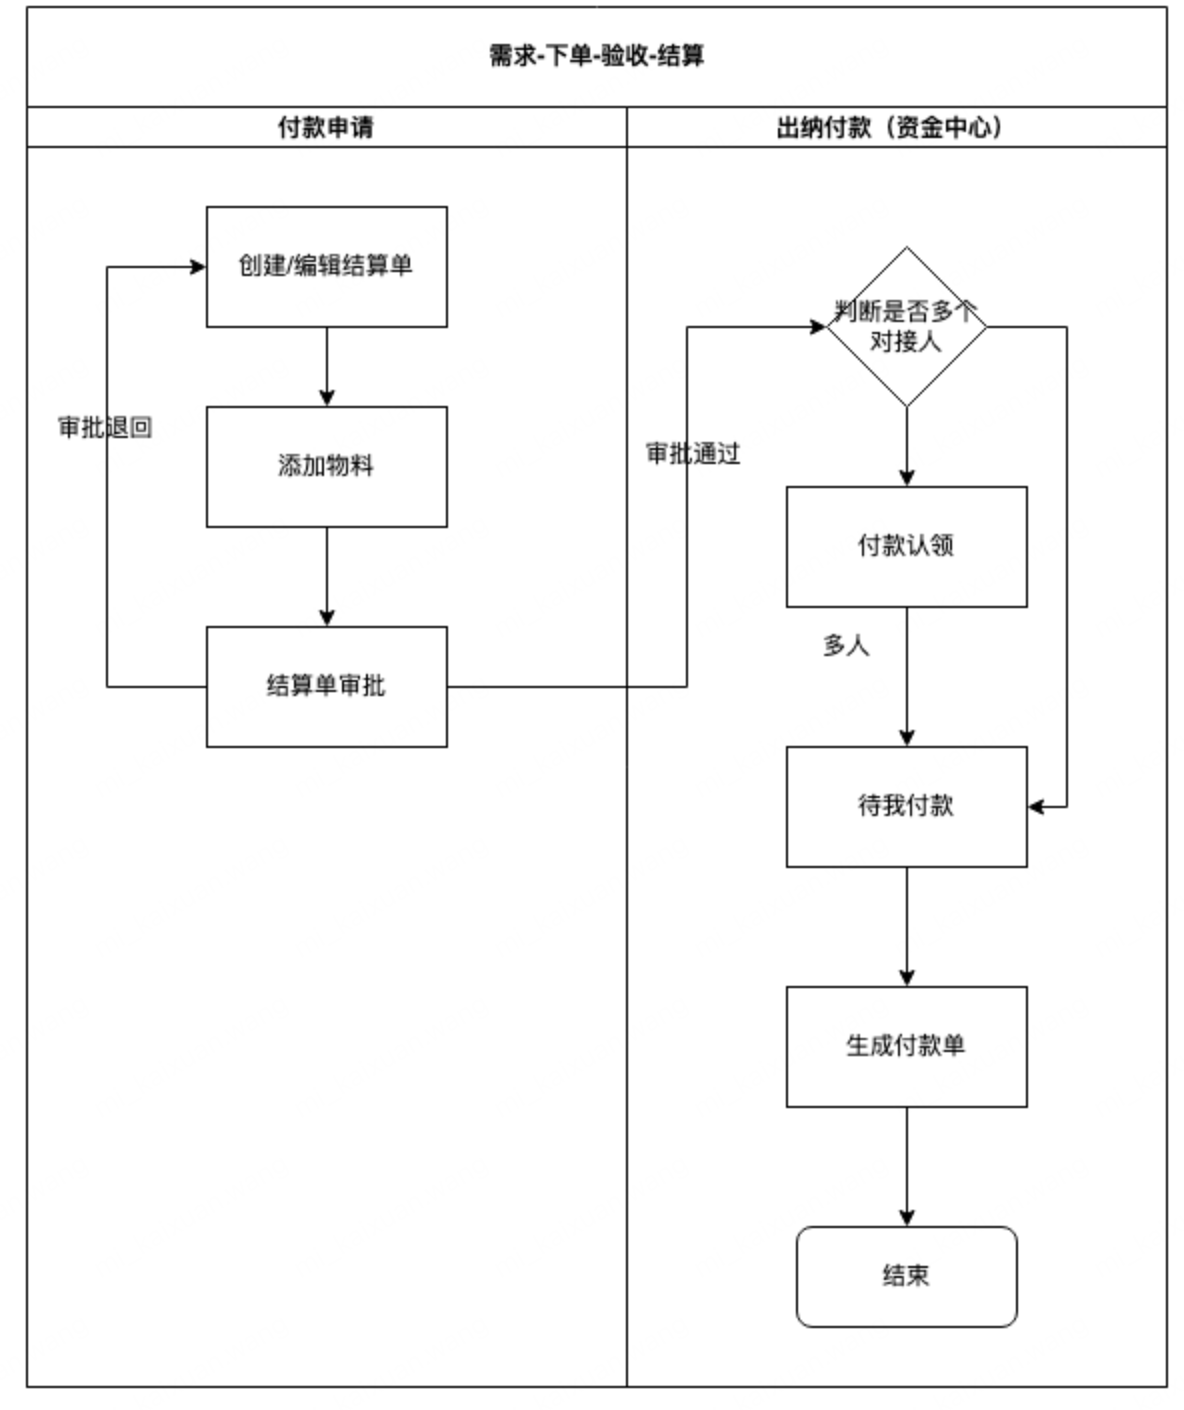 需求-下单-验收-结算
付款申请
出纳付款（资金中心）
创建/编辑结算单
审批退回
添加物料
结算单审批
审批通过
判断是否多个
对接人
付款认领
多人
待我付款
生成付款单
结束